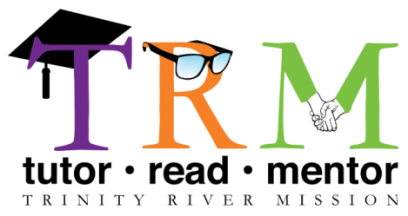 TRM
tutor • read • mentor
TRINITY RIVER MISSION